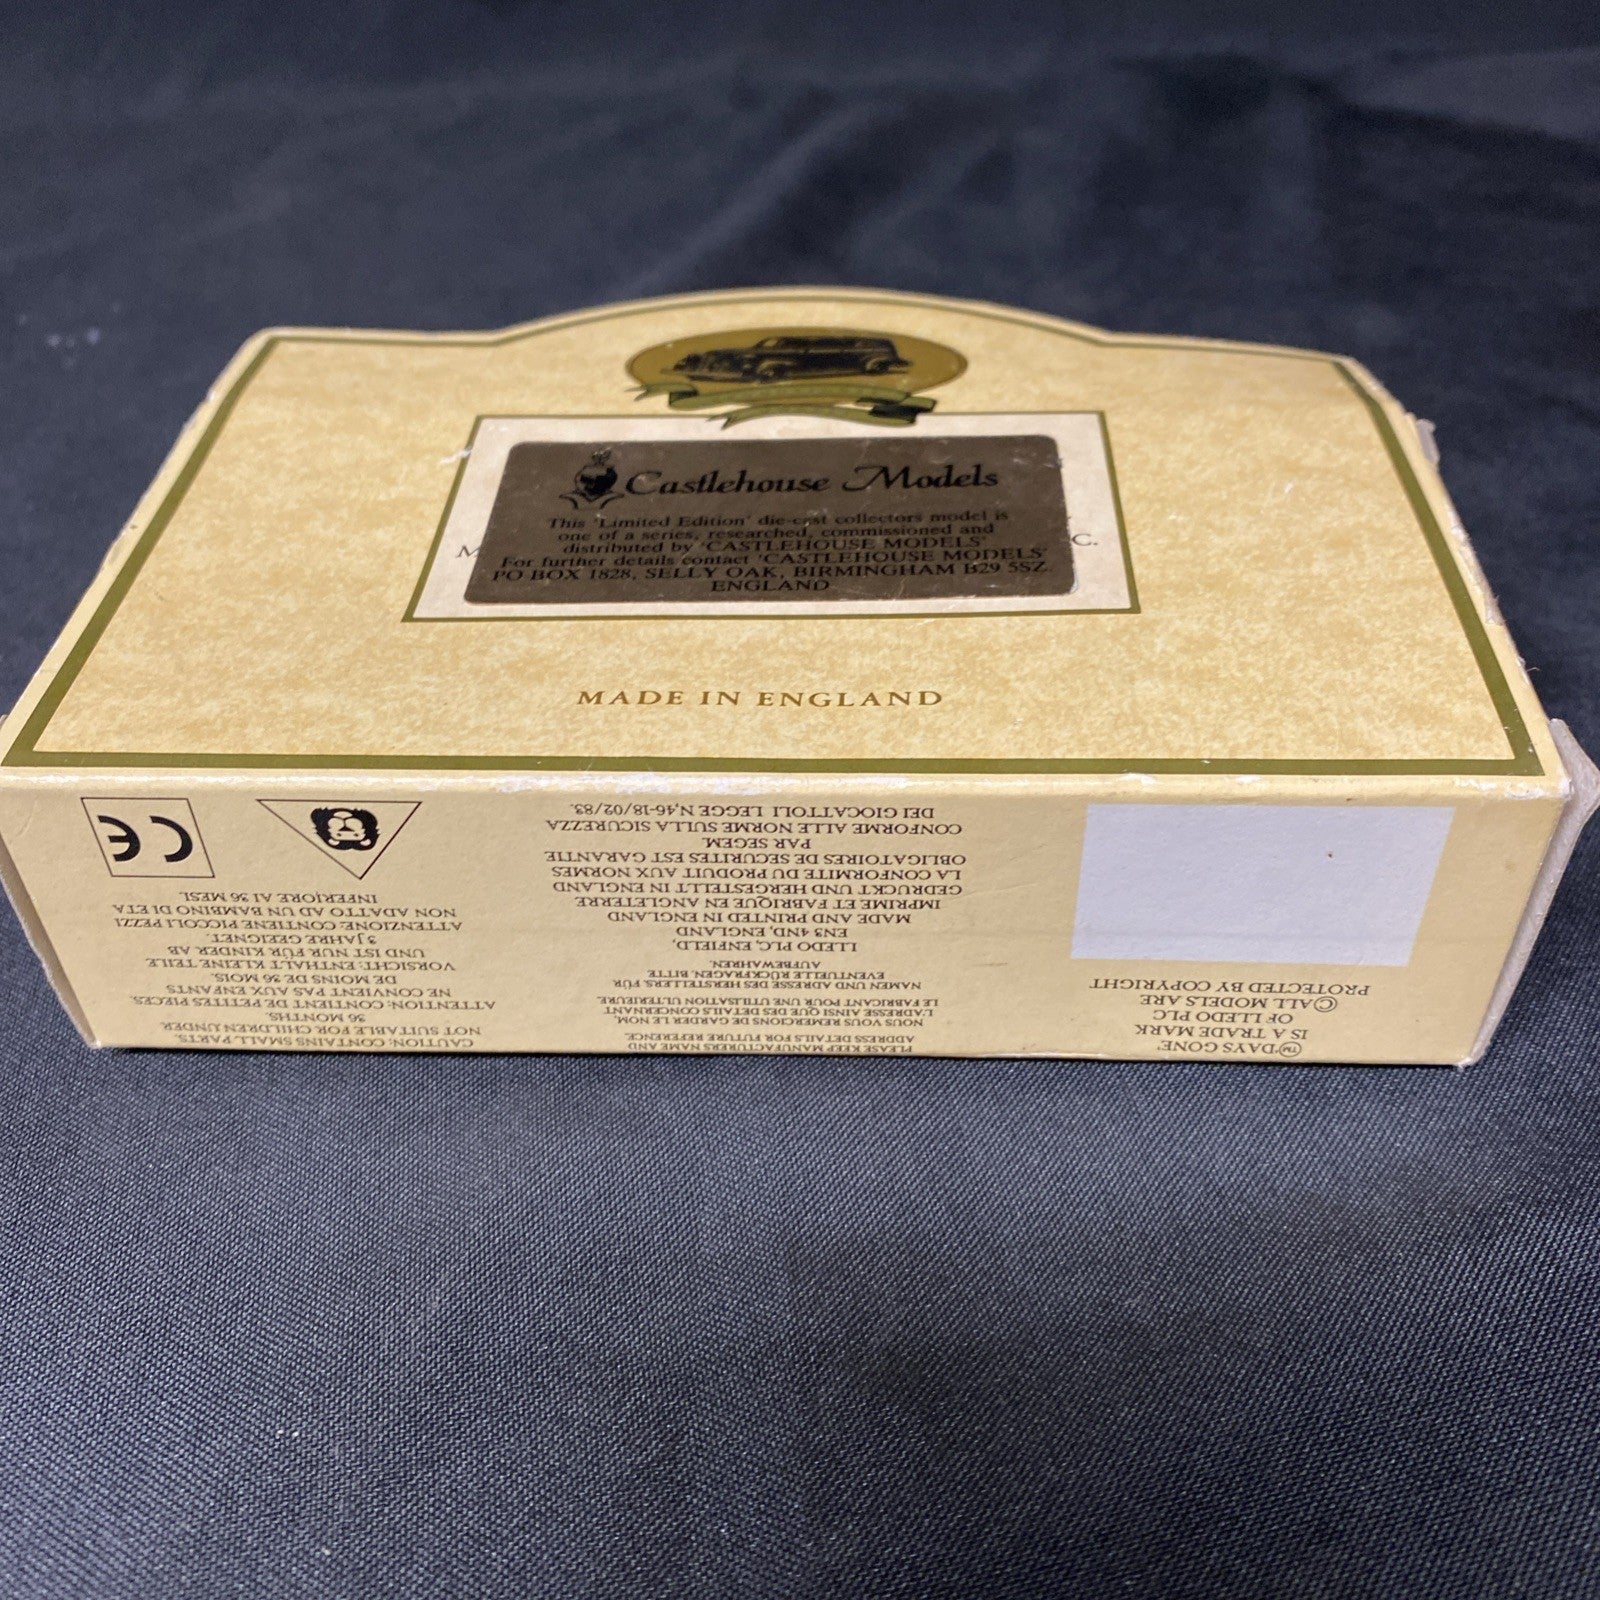 Castlehouse Models
This 'Limited Edition' die-cast collectors model is
one of a series, researched, commissioned and
distributed by 'CASTLEHOUSE MODELS'
For further details contact 'CASTLEHOUSE MODELS'
PO BOX 1828, SELLY OAK, BIRMINGHAM B29 5SZ.
ENGLAND
M
C.
MADE IN ENGLAND
CE
CAUTION: CONTAINS SMALL PARTS.
NOT SUITABLE FOR CHILDREN UNDER
36 MONTHS.
ATTENTION: CONTIENT DE PETITES PIECES.
NE CONVIENT PAS AUX ENFANTS
DE MOINS DE 36 MOIS.
VORSICHT: ENTHALT KLEINE TEILE
UND IST NUR FÜR KINDER AB
3 JAHRE GEEIGNET.
ATTENZIONE: CONTIENE PICCOLI PEZZI
NON ADATTO AD UN BAMBINO DI ETA
INFERIORE AI 36 MESI.
PLEASE KEEP MANUFACTURERS NAME AND
ADDRESS DETAILS FOR FUTURE REFERENCE.
NOUS VOUS REMERCIONS DE GARDER LE NOM,
L'ADRESSE AINSI QUE DES DETAILS CONCERNANT
LE FABRICANT POUR UNE UTILISATION ULTERIEURE.
NAMEN UND ADRESSE DES HERSTELLERS, FÜR
EVENTUELLE RÜCKFRAGEN, BITTE
AUFBEWAHREN.
LLEDO PLC, ENFIELD,
EN3 4ND, ENGLAND
MADE AND PRINTED IN ENGLAND
IMPRIME ET FABRIQUE EN ANGLETERRE
GEDRUCKT UND HERGESTELLT IN ENGLAND
LA CONFORMITE DU PRODUIT AUX NORMES
OBLIGATOIRES DE SECURITES EST GARANTIE
PAR SEGEM.
CONFORME ALLE NORME SULLA SICUREZZA
DEI GIOCATTOLI LEGGE N,46-18/02/83.
™'DAYS GONE'
IS A TRADE MARK
OF LLEDO PLC
©ALL MODELS ARE
PROTECTED BY COPYRIGHT